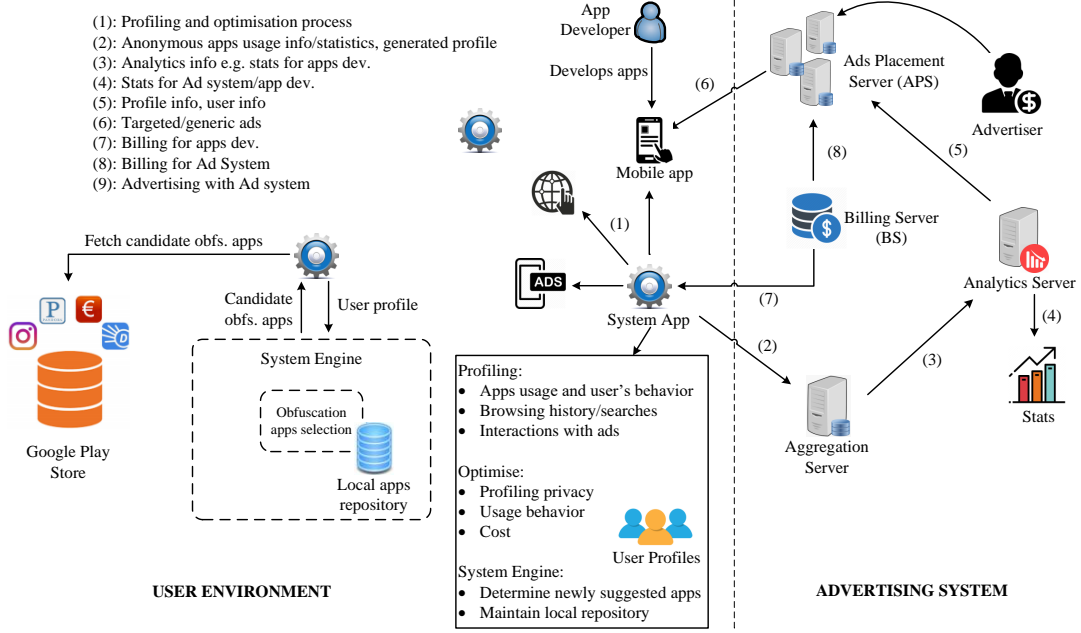 (1): Profiling and optimisation process
(2): Anonymous apps usage info/statistics, generated profile
(3): Analytics info e.g. stats for apps dev.
(4): Stats for Ad system/app dev.
(5): Profile info, user info
(6): Targeted/generic ads
(7): Billing for apps dev.
(8): Billing for Ad System
(9): Advertising with Ad system
App
Developer
Develops apps
(6)
Ads Placement
Server (APS)
Advertiser
Mobile app
(8)
(5)
(1)
Billing Server
(BS)
$
$
Fetch candidate obfs. apps
Candidate
obfs. apps
User profile
ADS
System App
(7)
Analytics Server
(4)
(2)
(3)
Stats
Aggregation
Server
P
€
D
Google Play
Store
System Engine
Obfuscation
apps selection
Local apps
repository
Profiling:
• Apps usage and user's behavior
• Browsing history/searches
• Interactions with ads
Optimise:
• Profiling privacy
• Usage behavior
• Cost
User Profiles
System Engine:
• Determine newly suggested apps
• Maintain local repository
USER ENVIRONMENT
ADVERTISING SYSTEM